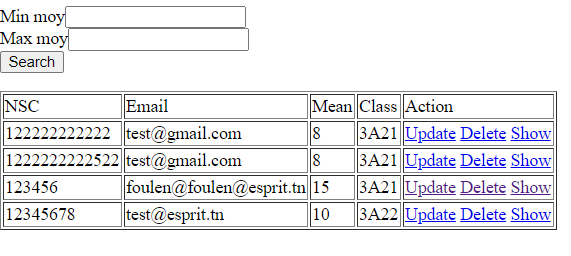 Min moy
Max moy
Search
NSC Email Mean Class Action
122222222222 test@gmail.com 8 3A21 Update Delete Show
1222222222522 test@gmail.com 8 3A21 Update Delete Show
123456 foulen@foulen@esprit.tn 15 3A21 Update Delete Show
12345678 test@esprit.tn 10 3A22 Update Delete Show